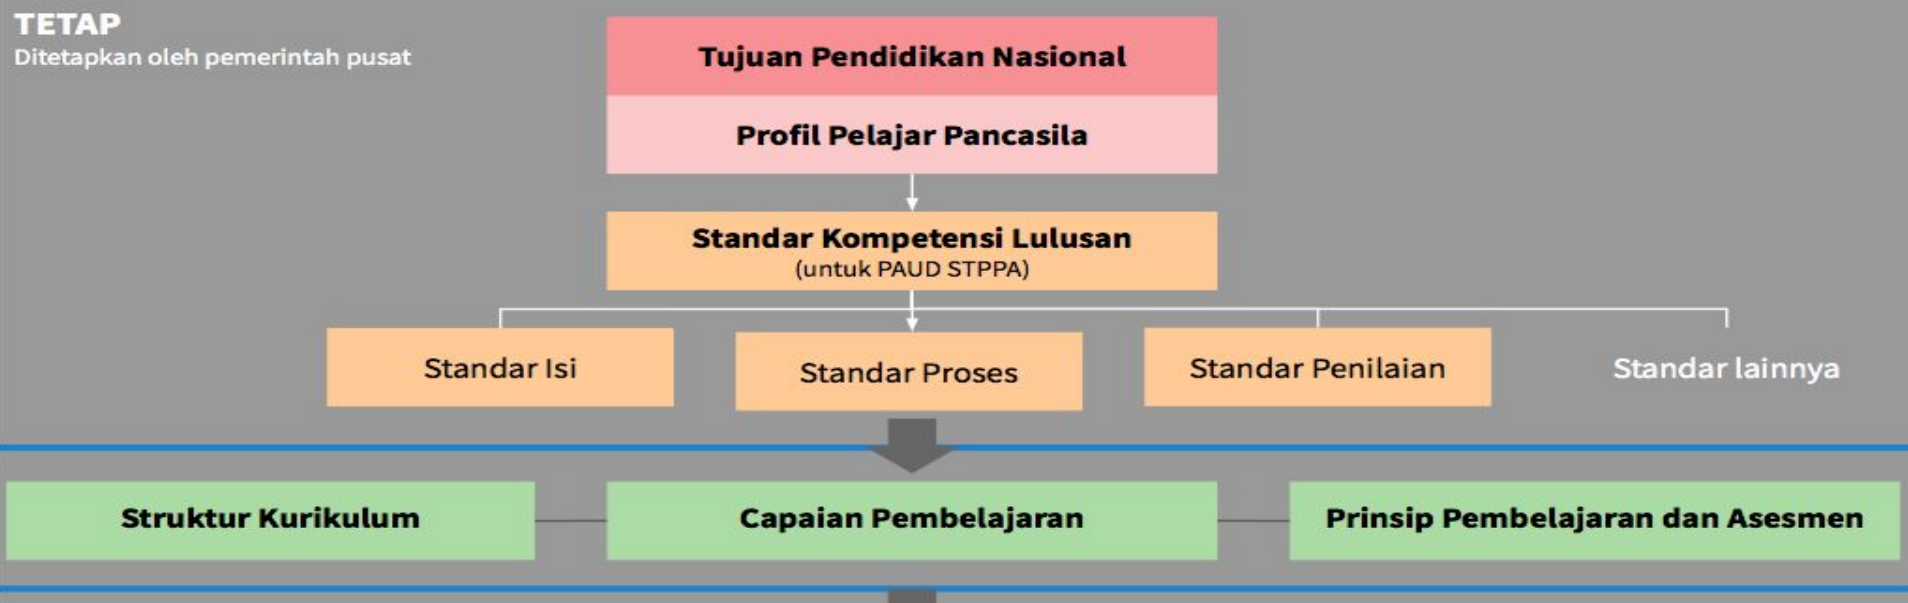 TETAP
Ditetapkan oleh pemerintah pusat
Tujuan Pendidikan Nasional
Profil Pelajar Pancasila
Standar Kompetensi Lulusan
(untuk PAUD STPPA)
Standar Isi
Standar Proses
Standar Penilaian
Standar lainnya
Struktur Kurikulum
Capaian Pembelajaran
Prinsip Pembelajaran dan Asesmen